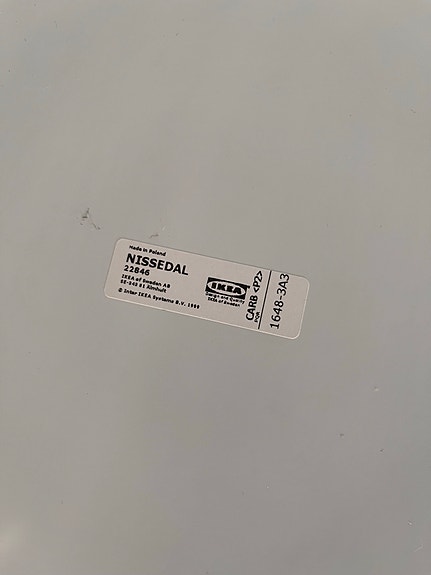 Made in Poland
NISSEDAL
22846
IKEA of Sweden AB
SE-343 81 Älmhult
© Inter IKEA Systems B.V. 1999
IKEA
Design and Quality
IKEA of Sweden
CARB <P2>
POR
1648-3A3